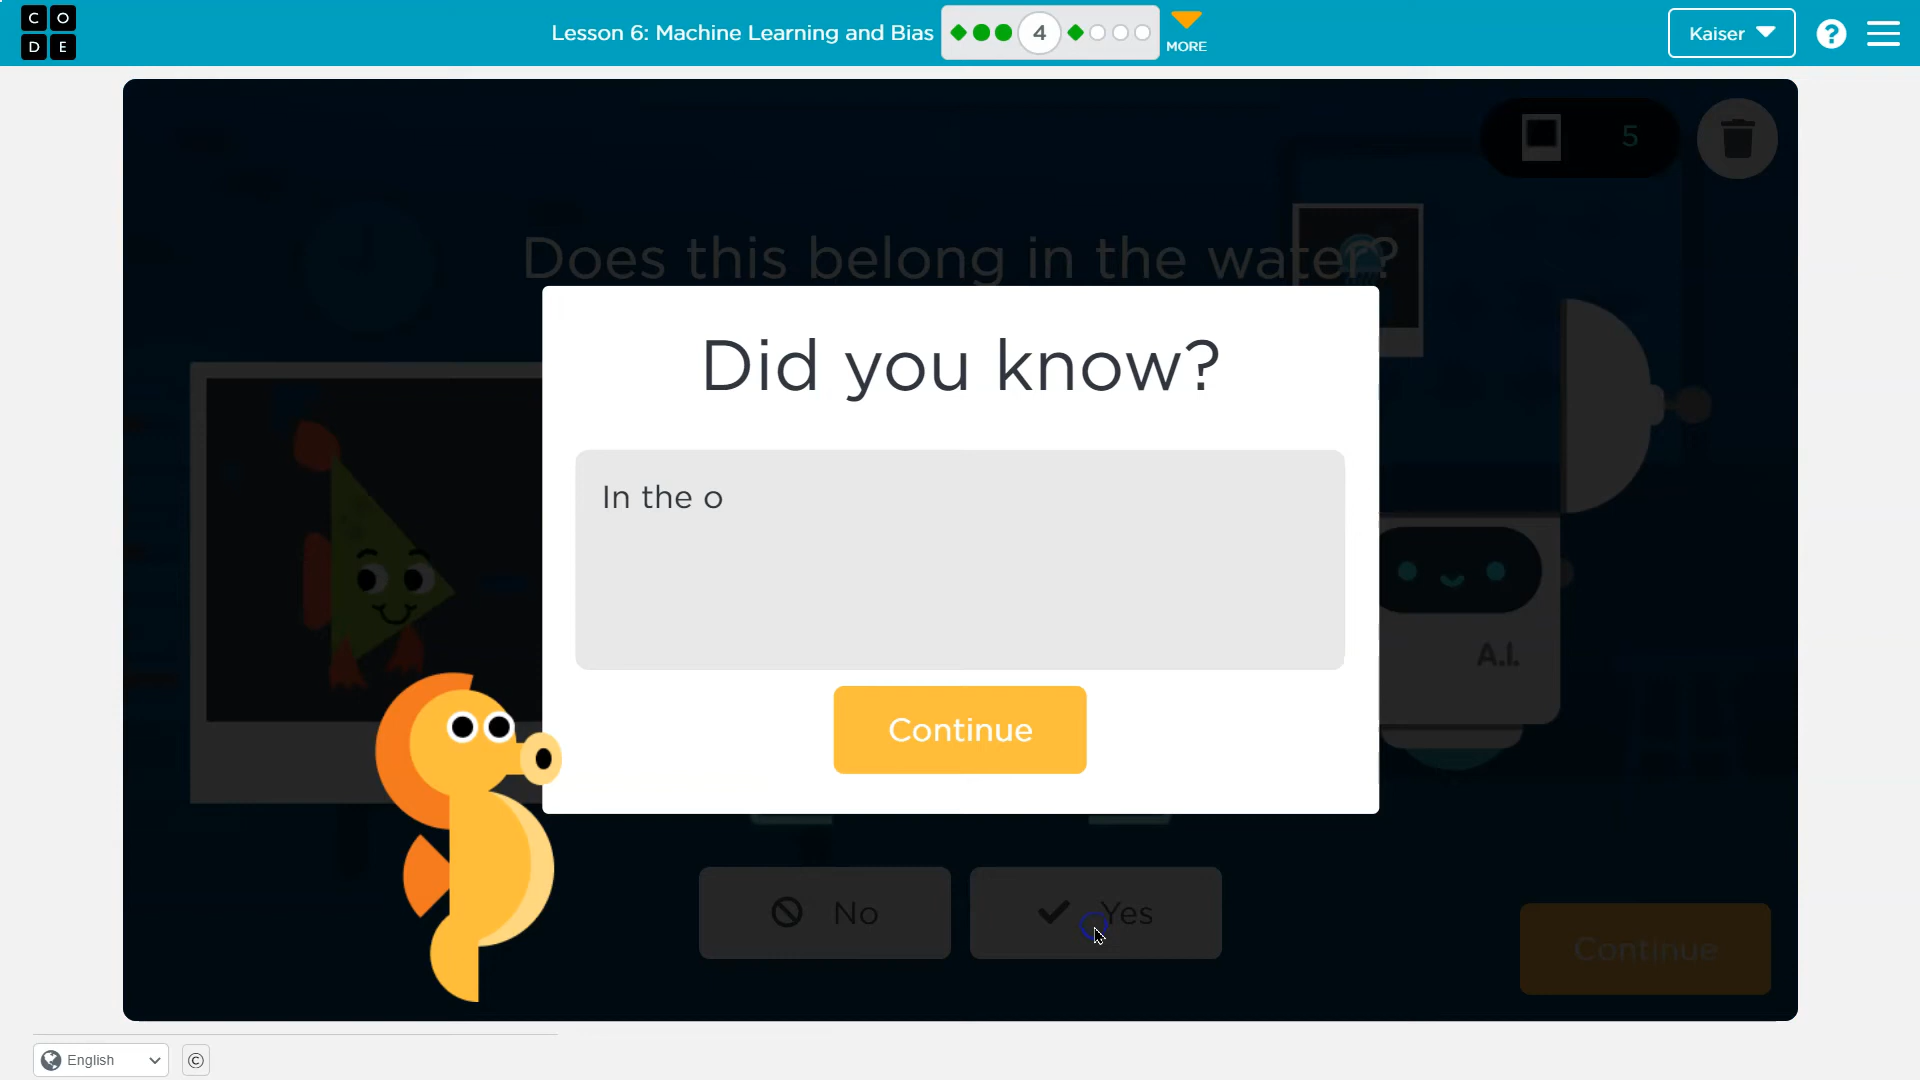 C O
D E
Lesson 6: Machine Learning and Bias
4
MORE
Kaiser
?
5
Does this belong in the water?
Did you know?
In the o
A.I.
Continue
No
Yes
Continue
English
©